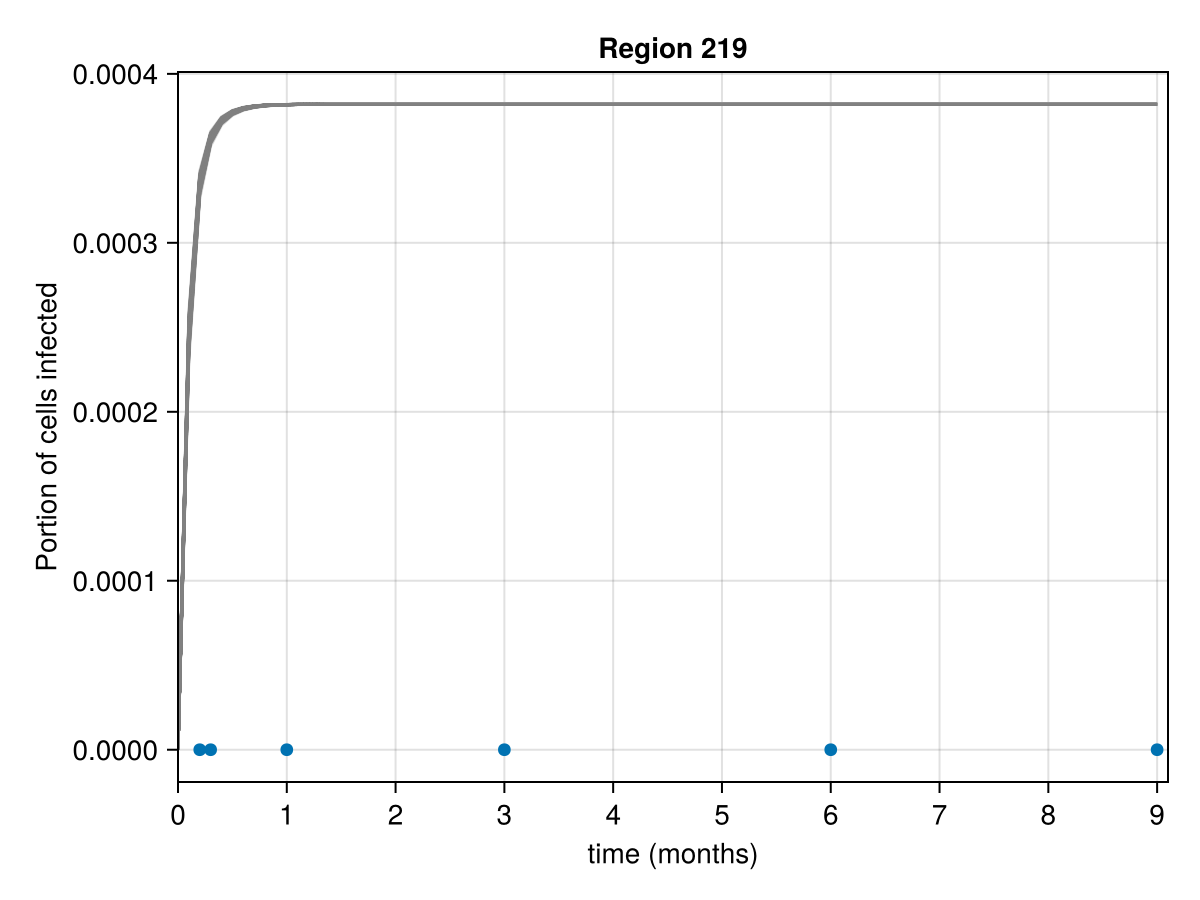 Region 219
0.0004
0.0003
0.0002
0.0001
0.0000
Portion of cells infected
0 1 2 3 4 5 6 7 8 9
time (months)